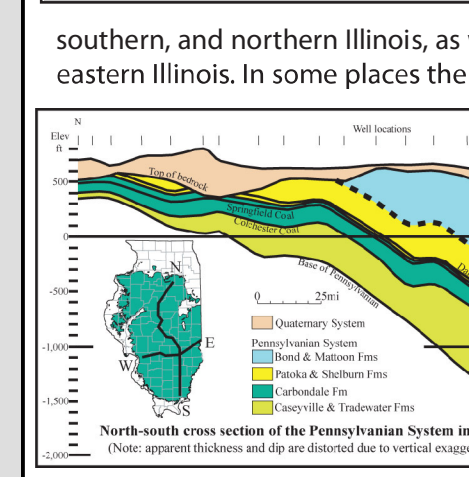 southern, and northern Illinois, as
eastern Illinois. In some places the
N
Elev
ft
Well locations
500
0
-500
-1,000
-1,500
-2,000
Top of bedrock
Springfield Coal
Colchester Coal
Base of Pennsylvanian
N
E
W
S
0 25mi
Quaternary System
Pennsylvanian System
Bond & Mattoon Fms
Patoka & Shelburn Fms
Carbondale Fm
Caseyville & Tradewater Fms
North-south cross section of the Pennsylvanian System in
(Note: apparent thickness and dip are distorted due to vertical exagge